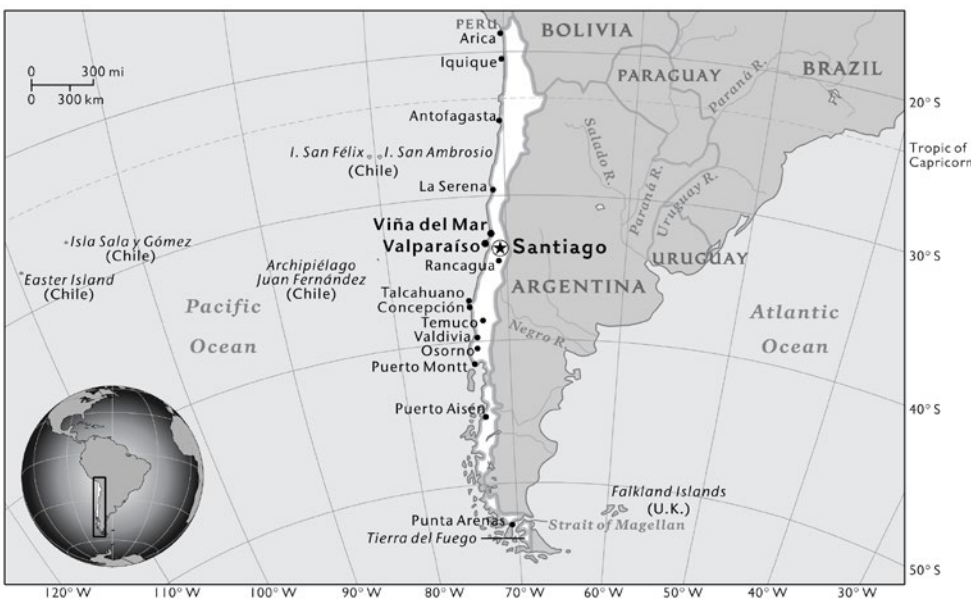 PERU
BOLIVIA
Arica
Iquique
0 300 mi
0 300 km
PARAGUAY
Paraná R.
BRAZIL
20° S
Antofagasta
Salado R.
Tropic of
Capricorn
I. San Félix
I. San Ambrosio
(Chile)
La Serena
Paraná R.
Uruguay R.
Viña del Mar
Valparaíso
Santiago
Isla Sala y Gómez
(Chile)
Rancagua
URUGUAY
30° S
Easter Island
(Chile)
Archipiélago
Juan Fernández
(Chile)
ARGENTINA
Talcahuano
Concepción
Pacific
Ocean
Temuco
Negro R.
Atlantic
Ocean
Valdivia
Osorno
Puerto Montt
Puerto Aisén
40° S
Falkland Islands
(U.K.)
Punta Arenas
Strait of Magellan
Tierra del Fuego
50° S
120° W 110° W 100° W 90° W 80° W 70° W 60° W 50° W 40° W 30° W